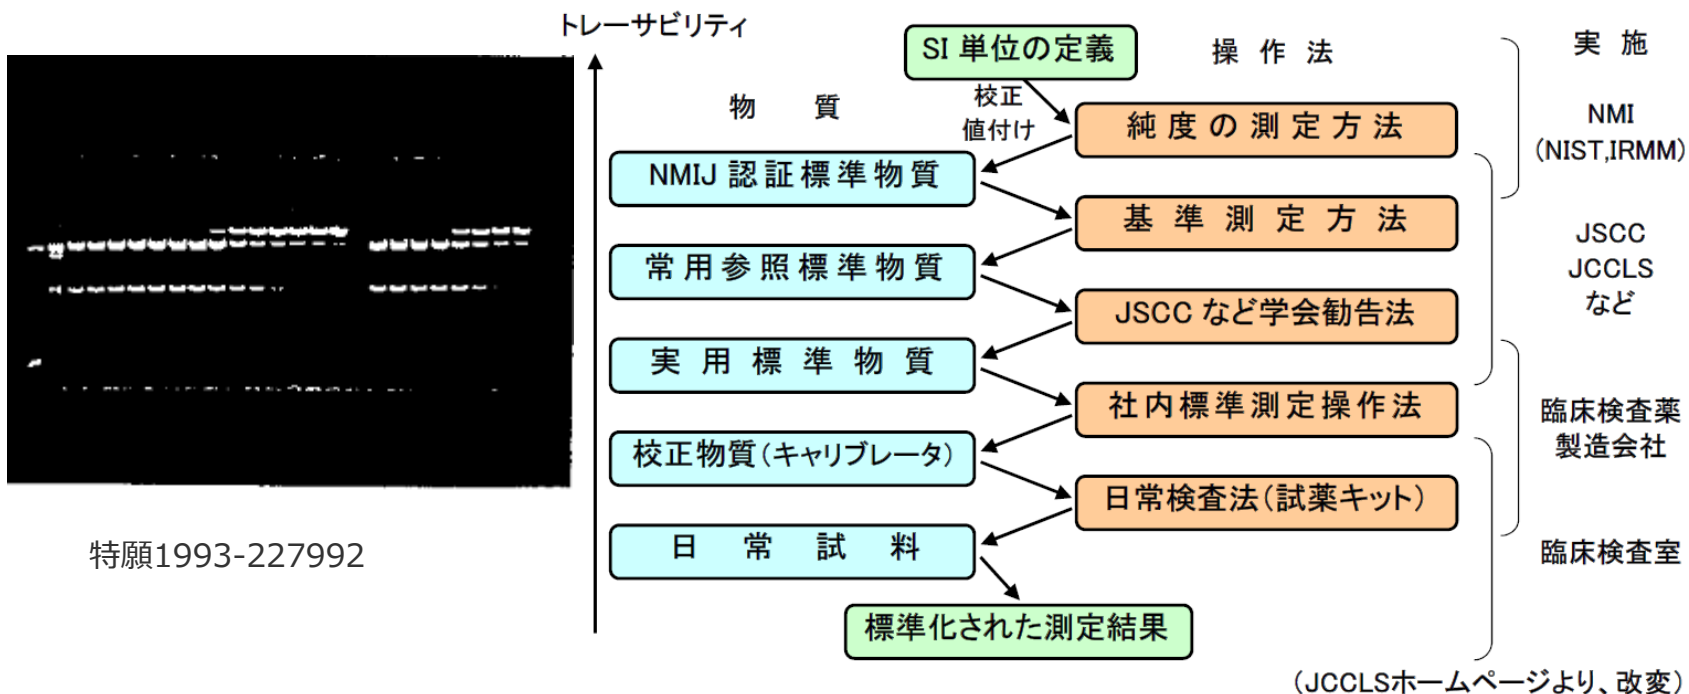 トレーサビリティ
SI 単位の定義
操作法
実施
物質
校正
値付け
純度の測定方法
NMI
(NIST,IRMM)
NMIJ 認証標準物質
基準測定方法
JSCC
JCCLS
など
常用参照標準物質
JSCC など学会勧告法
実用標準物質
社内標準測定操作法
臨床検査薬
製造会社
校正物質(キャリブレータ)
日常検査法(試薬キット)
日常試料
臨床検査室
特願1993-227992
標準化された測定結果
(JCCLSホームページより、改変)